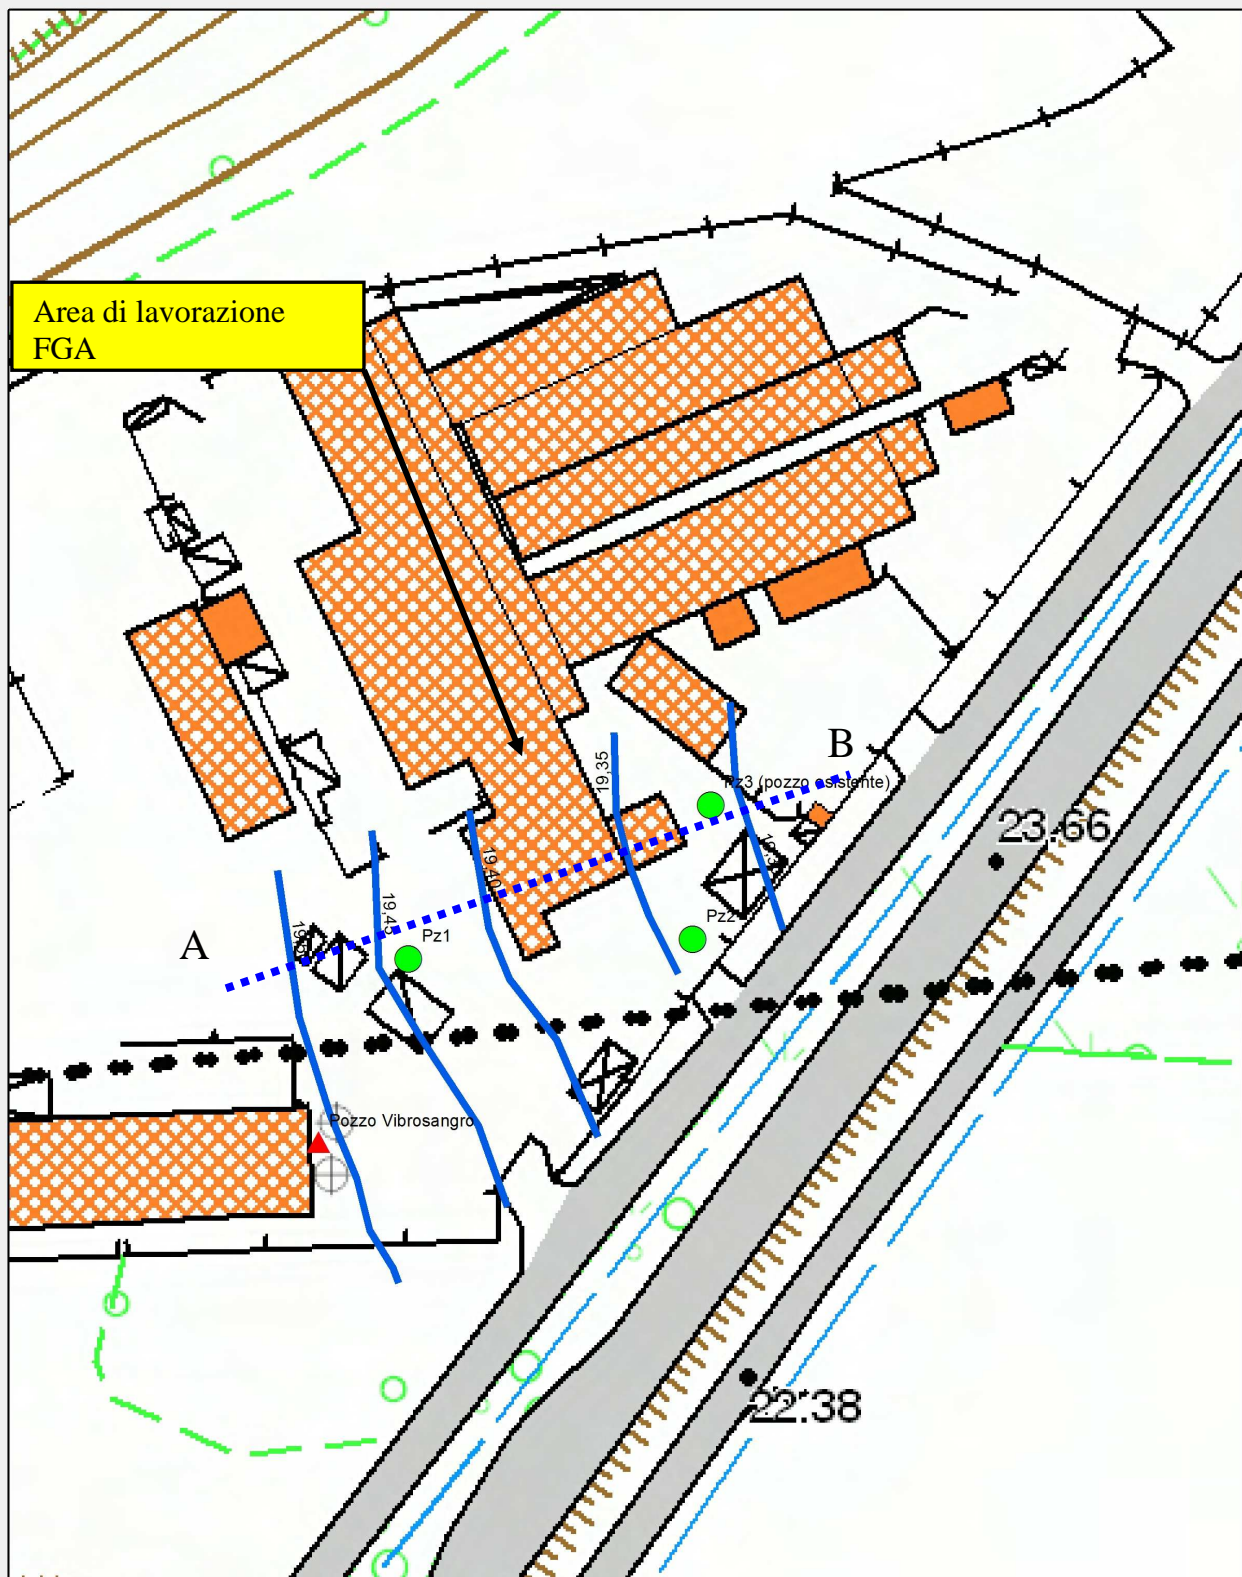 Area di lavorazione
FGA
19,35
B
Pz3 (pozzo esistente)
23.66
19,40
19,45
Pz2
Pz1
A
Pozzo Vibrosangro
22.38